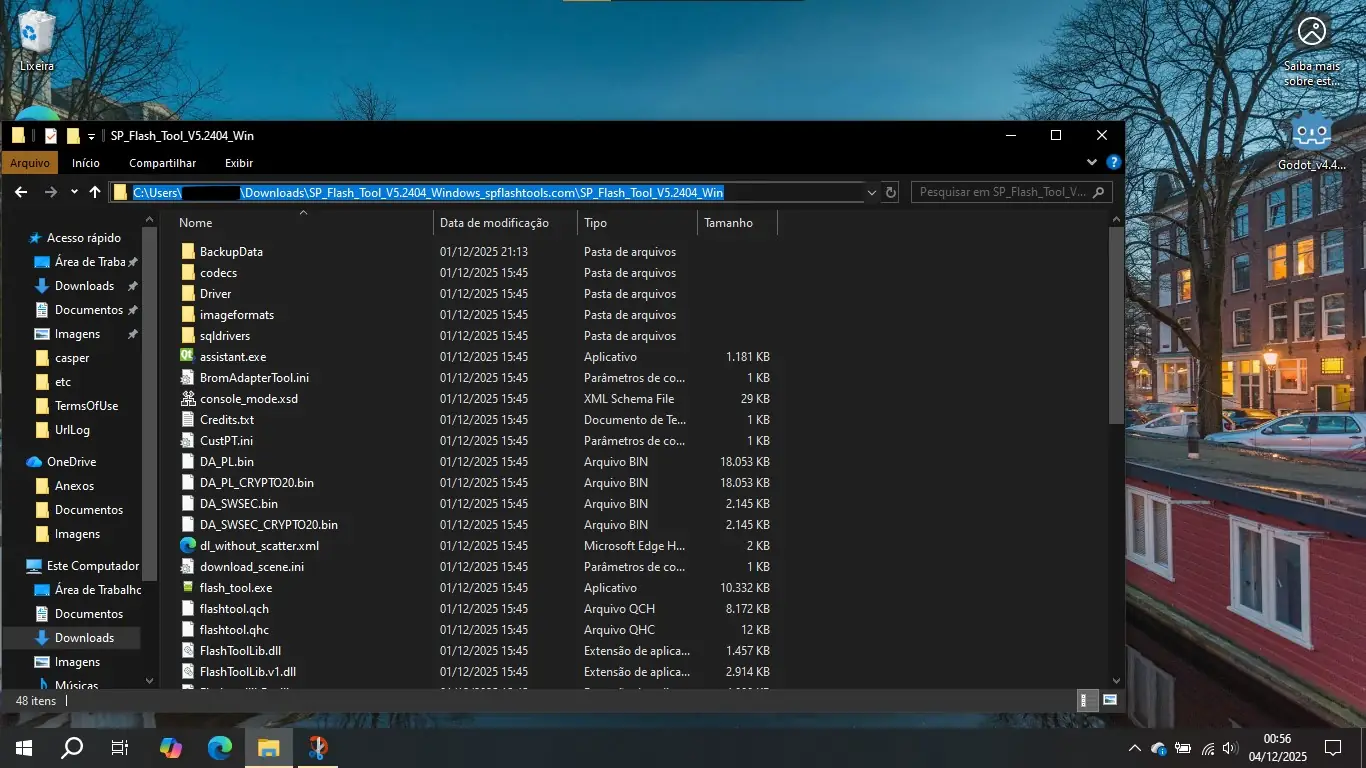 Lixeira
Saiba mais
sobre est...
Godot_v4.4...
SP_Flash_Tool_V5.2404_Win
Arquivo Início Compartilhar Exibir
C:\Users\ \Downloads\SP_Flash_Tool_V5.2404_Windows_spflashtools.com\SP_Flash_Tool_V5.2404_Win
Pesquisar em SP_Flash_Tool_V...
Acesso rápido
Área de Traba
Downloads
Documentos
Imagens
casper
etc
TermsOfUse
UrlLog
OneDrive
Anexos
Documentos
Imagens
Este Computador
Área de Trabalho
Documentos
Downloads
Imagens
Músicas
Nome Data de modificação Tipo Tamanho
BackupData 01/12/2025 21:13 Pasta de arquivos
codecs 01/12/2025 15:45 Pasta de arquivos
Driver 01/12/2025 15:45 Pasta de arquivos
imageformats 01/12/2025 15:45 Pasta de arquivos
sqldrivers 01/12/2025 15:45 Pasta de arquivos
Qt assistant.exe 01/12/2025 15:45 Aplicativo 1.181 KB
BromAdapterTool.ini 01/12/2025 15:45 Parâmetros de co... 1 KB
console_mode.xsd 01/12/2025 15:45 XML Schema File 29 KB
Credits.txt 01/12/2025 15:45 Documento de Te... 1 KB
CustPT.ini 01/12/2025 15:45 Parâmetros de co... 1 KB
DA_PL.bin 01/12/2025 15:45 Arquivo BIN 18.053 KB
DA_PL_CRYPTO20.bin 01/12/2025 15:45 Arquivo BIN 18.053 KB
DA_SWSEC.bin 01/12/2025 15:45 Arquivo BIN 2.145 KB
DA_SWSEC_CRYPTO20.bin 01/12/2025 15:45 Arquivo BIN 2.145 KB
dl_without_scatter.xml 01/12/2025 15:45 Microsoft Edge H... 2 KB
download_scene.ini 01/12/2025 15:45 Parâmetros de co... 1 KB
flash_tool.exe 01/12/2025 15:45 Aplicativo 10.332 KB
flashtool.qch 01/12/2025 15:45 Arquivo QCH 8.172 KB
flashtool.qhc 01/12/2025 15:45 Arquivo QHC 12 KB
FlashToolLib.dll 01/12/2025 15:45 Extensão de aplica... 1.457 KB
FlashToolLib.v1.dll 01/12/2025 15:45 Extensão de aplica... 2.914 KB
48 itens
00:56
04/12/2025